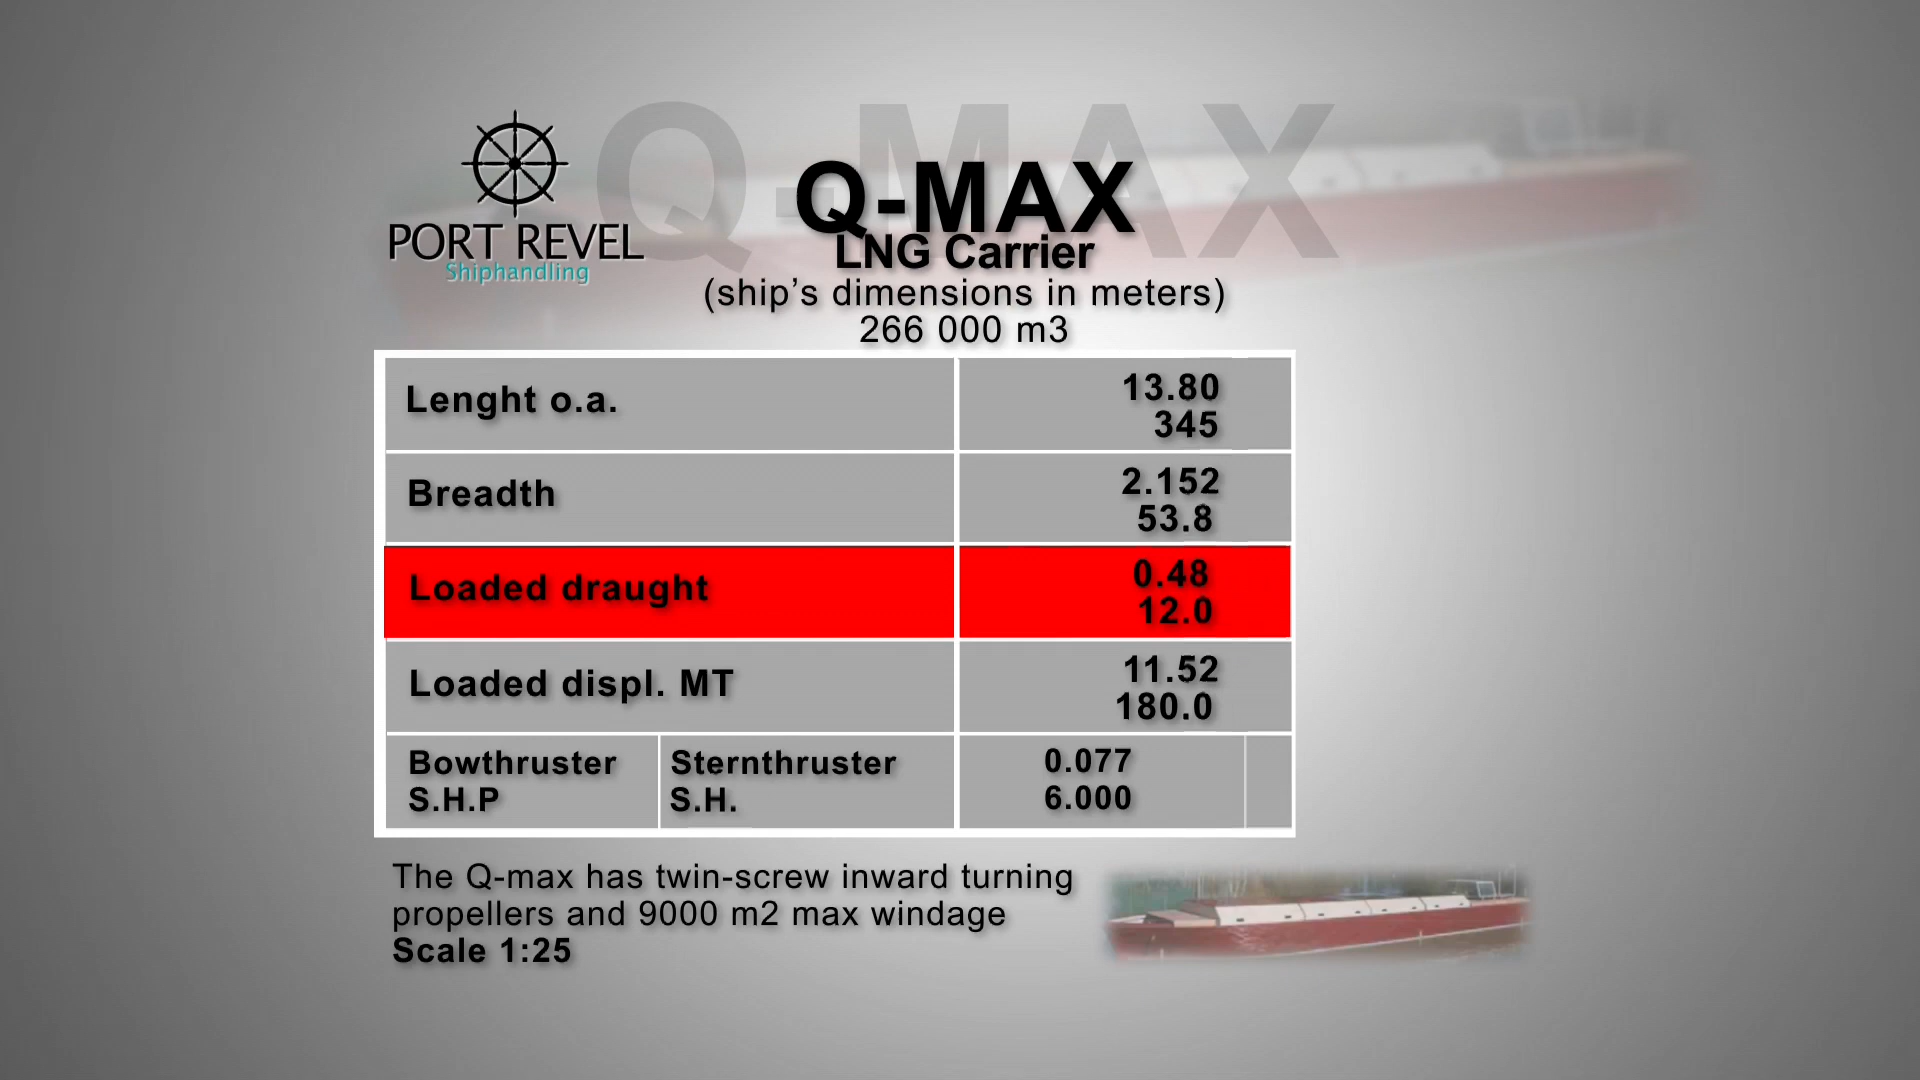 Q-MAX
PORT REVEL
Shiphandling
Q-MAX
LNG Carrier
(ship’s dimensions in meters)
266 000 m3
Lenght o.a.
13.80
345
Breadth
2.152
53.8
Loaded draught
0.48
12.0
Loaded displ. MT
11.52
180.0
Bowthruster
S.H.P
Sternthruster
S.H.
0.077
6.000
The Q-max has twin-screw inward turning
propellers and 9000 m2 max windage
Scale 1:25